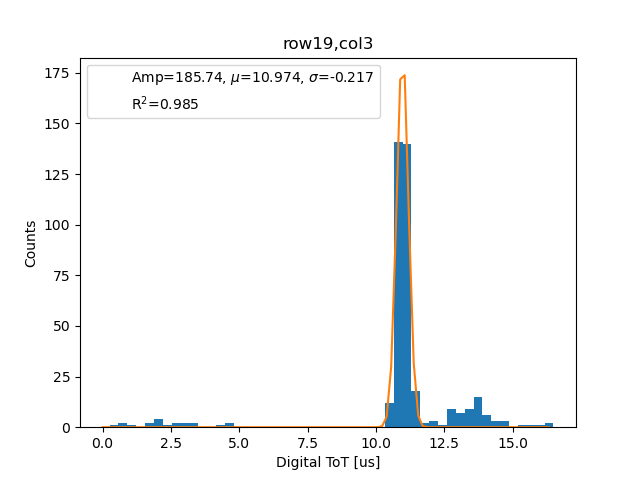 row19,col3
Amp=185.74, μ=10.974, σ=-0.217
R²=0.985
175
150
125
100
75
50
25
0
Counts
0.0 2.5 5.0 7.5 10.0 12.5 15.0
Digital ToT [us]